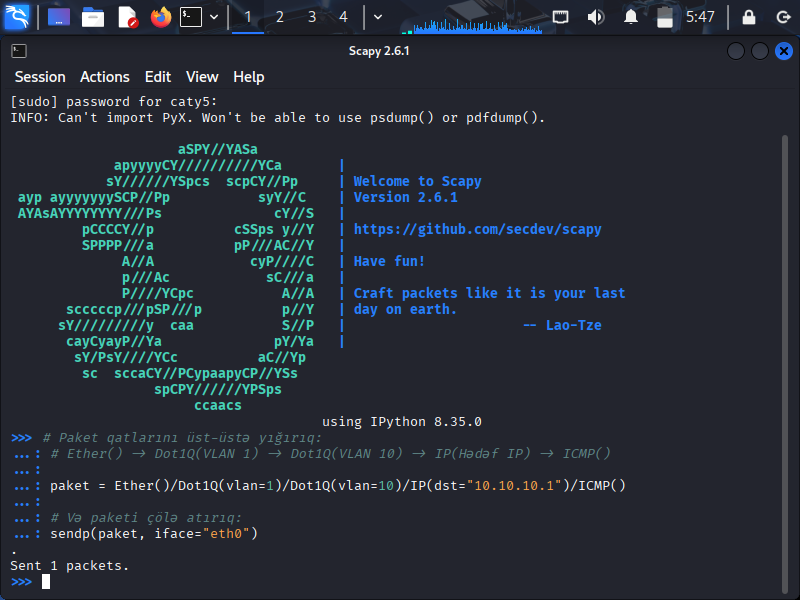 1 2 3 4 5:47
Scapy 2.6.1
Session Actions Edit View Help
[sudo] password for caty5:
INFO: Can't import PyX. Won't be able to use psdump() or pdfdump().
aSPY//YASa
apyyyyCY//////////YCa |
sY//////YSpcs scpCY//Pp | Welcome to Scapy
ayp ayyyyyyySCP//Pp syY//C | Version 2.6.1
AYAsAYYYYYYYY///Ps cY//S |
pCCCCY//p cSSps y//Y | https://github.com/secdev/scapy
SPPPP///a pP///AC//Y |
A//A cyP////C | Have fun!
p///Ac sC///a |
P////YCpc A//A | Craft packets like it is your last
scccccp///pSP///p p//Y | day on earth.
sY/////////y caa S//P | -- Lao-Tze
cayCyayP//Ya pY/Ya |
sY/PsY////YCc aC//Yp
sc sccaCY//PCypaapyCP//YSs
spCPY//////YPSps
ccaacs
using IPython 8.35.0
>>> # Paket qatlarını üst-üstə yığırıq:
...: # Ether() -> Dot1Q(VLAN 1) -> Dot1Q(VLAN 10) -> IP(Hədəf IP) -> ICMP()
...:
...: paket = Ether()/Dot1Q(vlan=1)/Dot1Q(vlan=10)/IP(dst="10.10.10.1")/ICMP()
...:
...: # Və paketi çölə atırıq:
...: sendp(paket, iface="eth0")
.
Sent 1 packets.
>>>